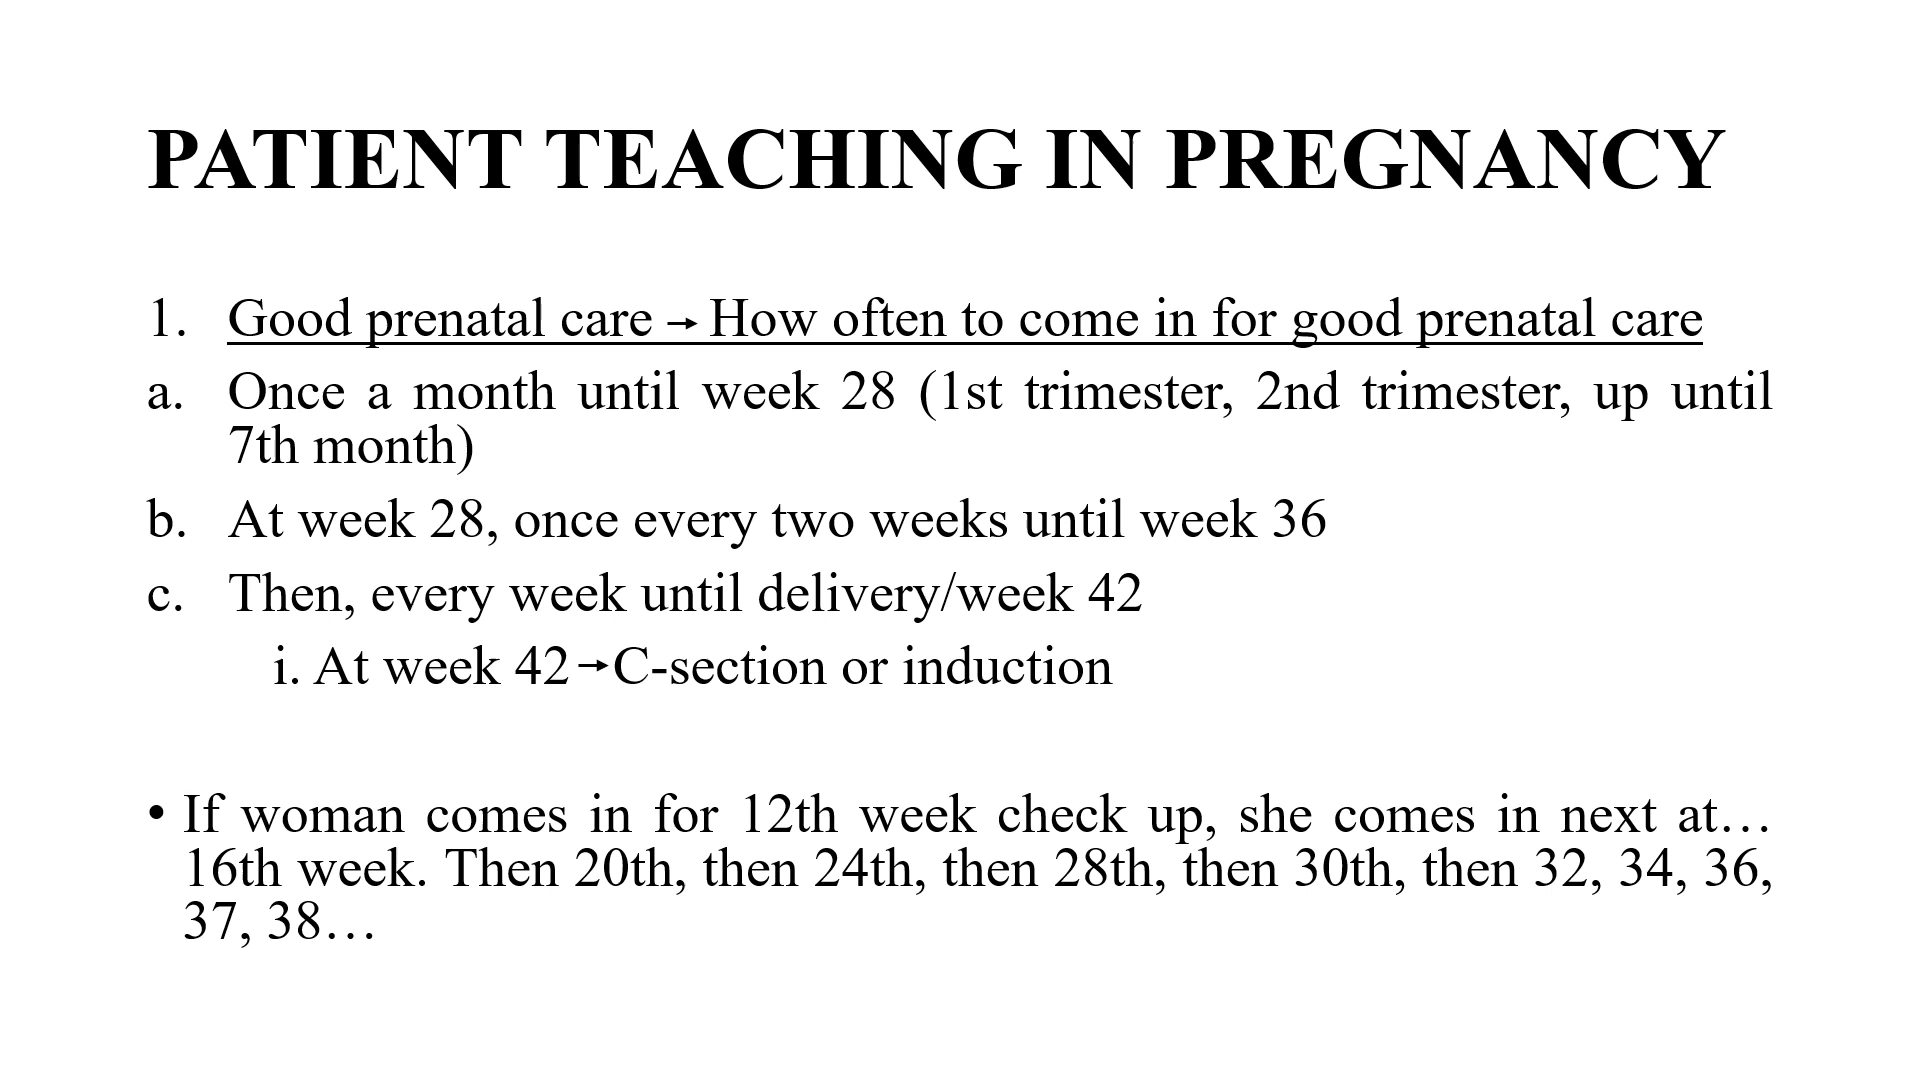 PATIENT TEACHING IN PREGNANCY
1. Good prenatal care → How often to come in for good prenatal care
a. Once a month until week 28 (1st trimester, 2nd trimester, up until
7th month)
b. At week 28, once every two weeks until week 36
c. Then, every week until delivery/week 42
i. At week 42→C-section or induction
• If woman comes in for 12th week check up, she comes in next at…
16th week. Then 20th, then 24th, then 28th, then 30th, then 32, 34, 36,
37, 38…